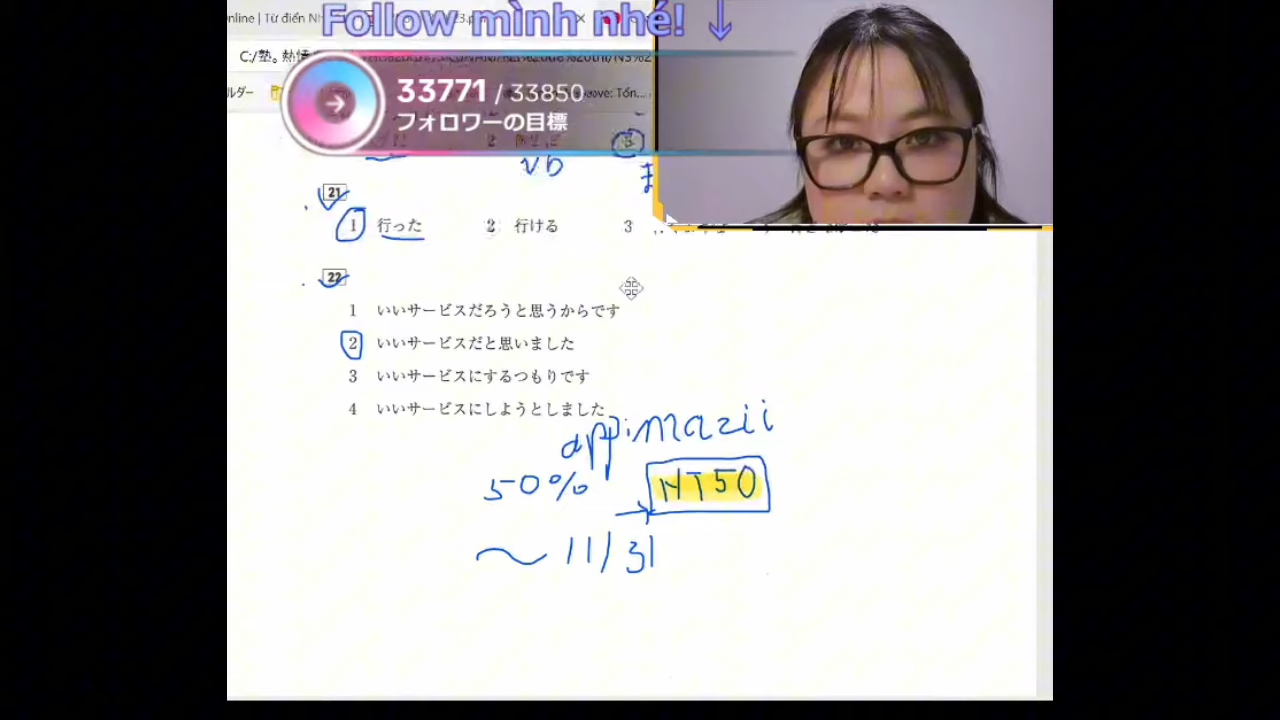 Follow mình nhé! ↓
C:/塾。熱情
33771 / 33850
フォロワーの目標
21
1 行った 2 行ける 3
22
1 いいサービスだろうと思うからです
2 いいサービスだと思いました
3 いいサービスにするつもりです
4 いいサービスにしようとしました
app: mazii
50% → NT50
~ 11/31